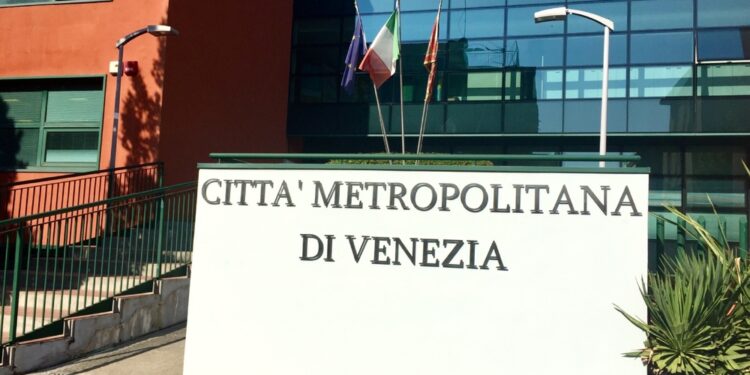 CITTA' METROPOLITANA
DI VENEZIA